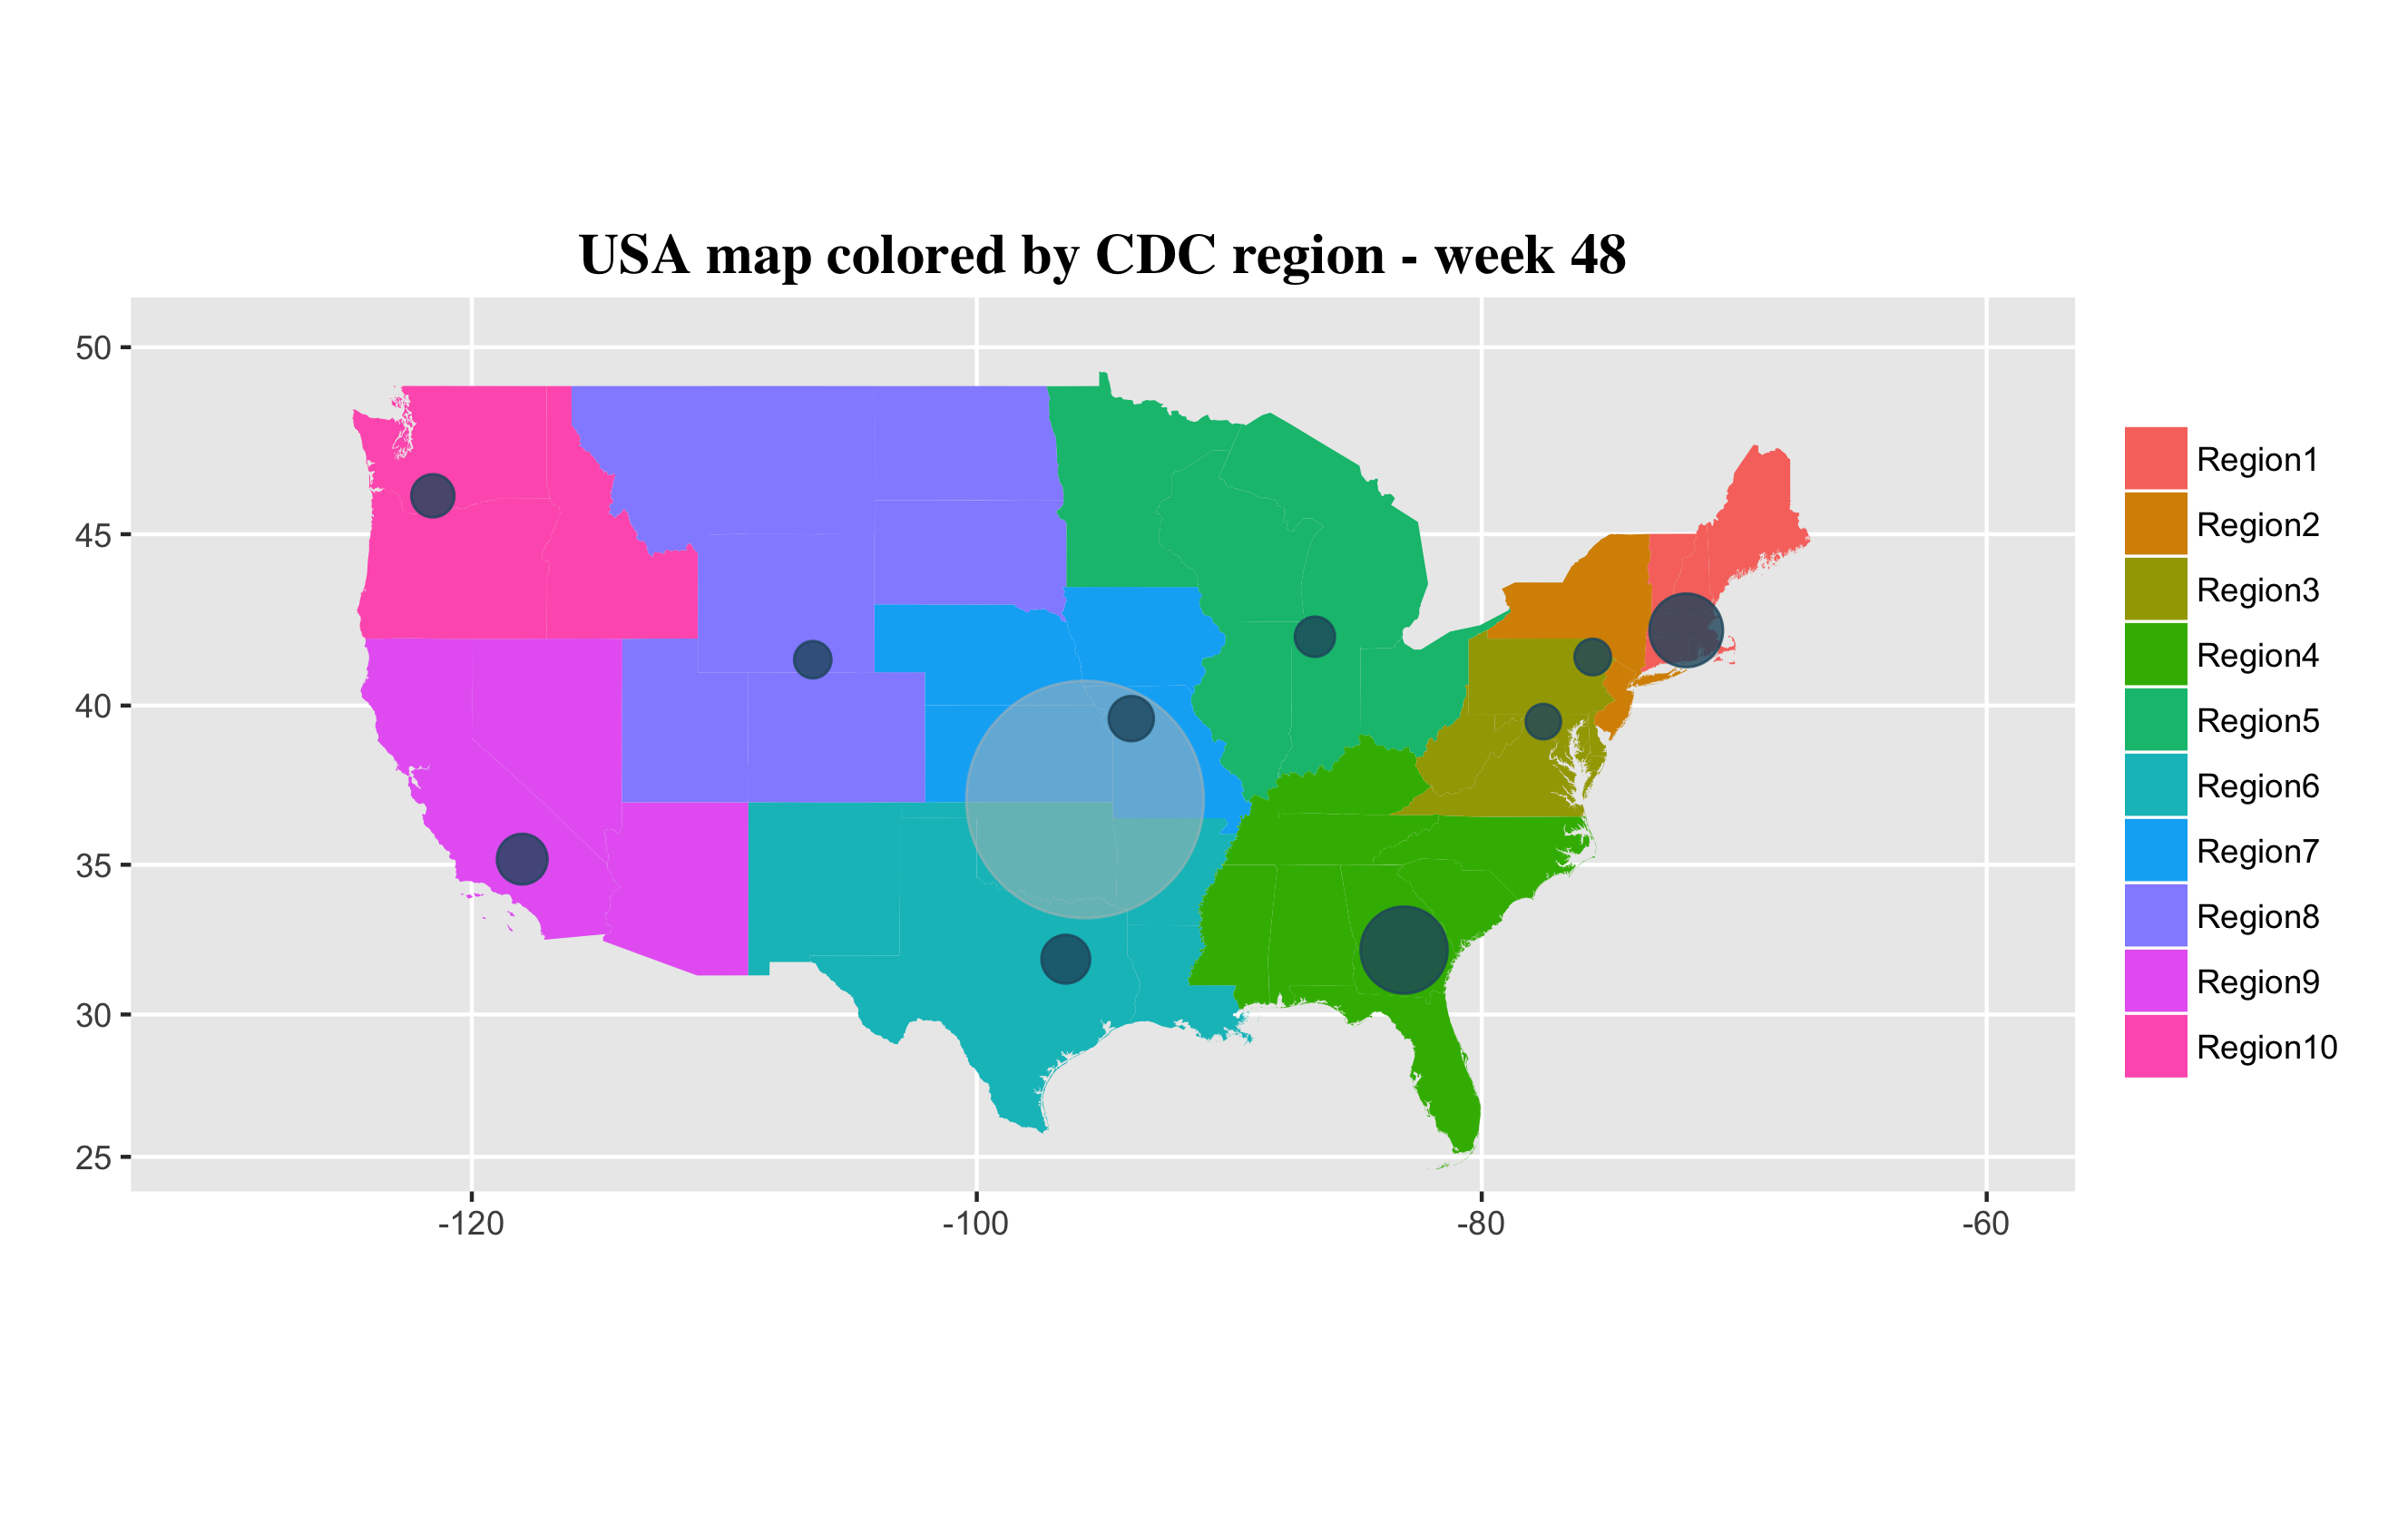 USA map colored by CDC region - week 48
50
45
40
35
30
25
-120
-100
-80
-60
Region1
Region2
Region3
Region4
Region5
Region6
Region7
Region8
Region9
Region10